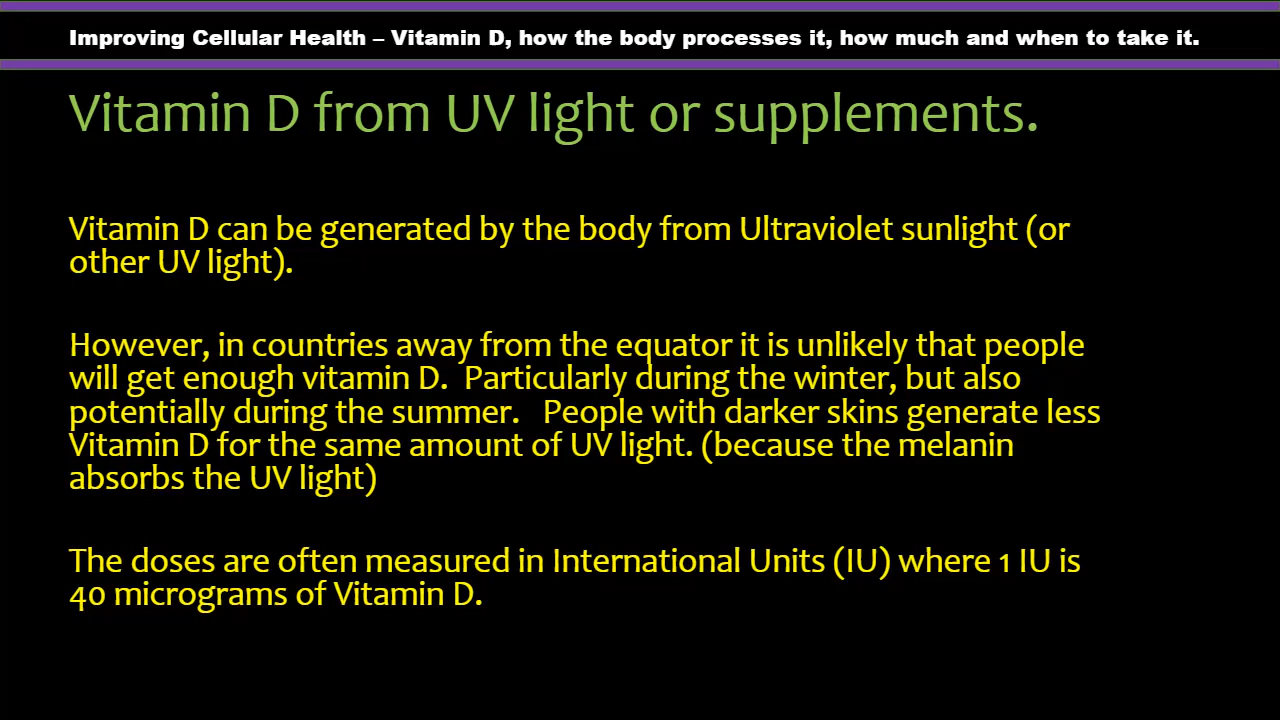 Improving Cellular Health – Vitamin D, how the body processes it, how much and when to take it.
Vitamin D from UV light or supplements.
Vitamin D can be generated by the body from Ultraviolet sunlight (or
other UV light).
However, in countries away from the equator it is unlikely that people
will get enough vitamin D.  Particularly during the winter, but also
potentially during the summer.   People with darker skins generate less
Vitamin D for the same amount of UV light. (because the melanin
absorbs the UV light)
The doses are often measured in International Units (IU) where 1 IU is
40 micrograms of Vitamin D.